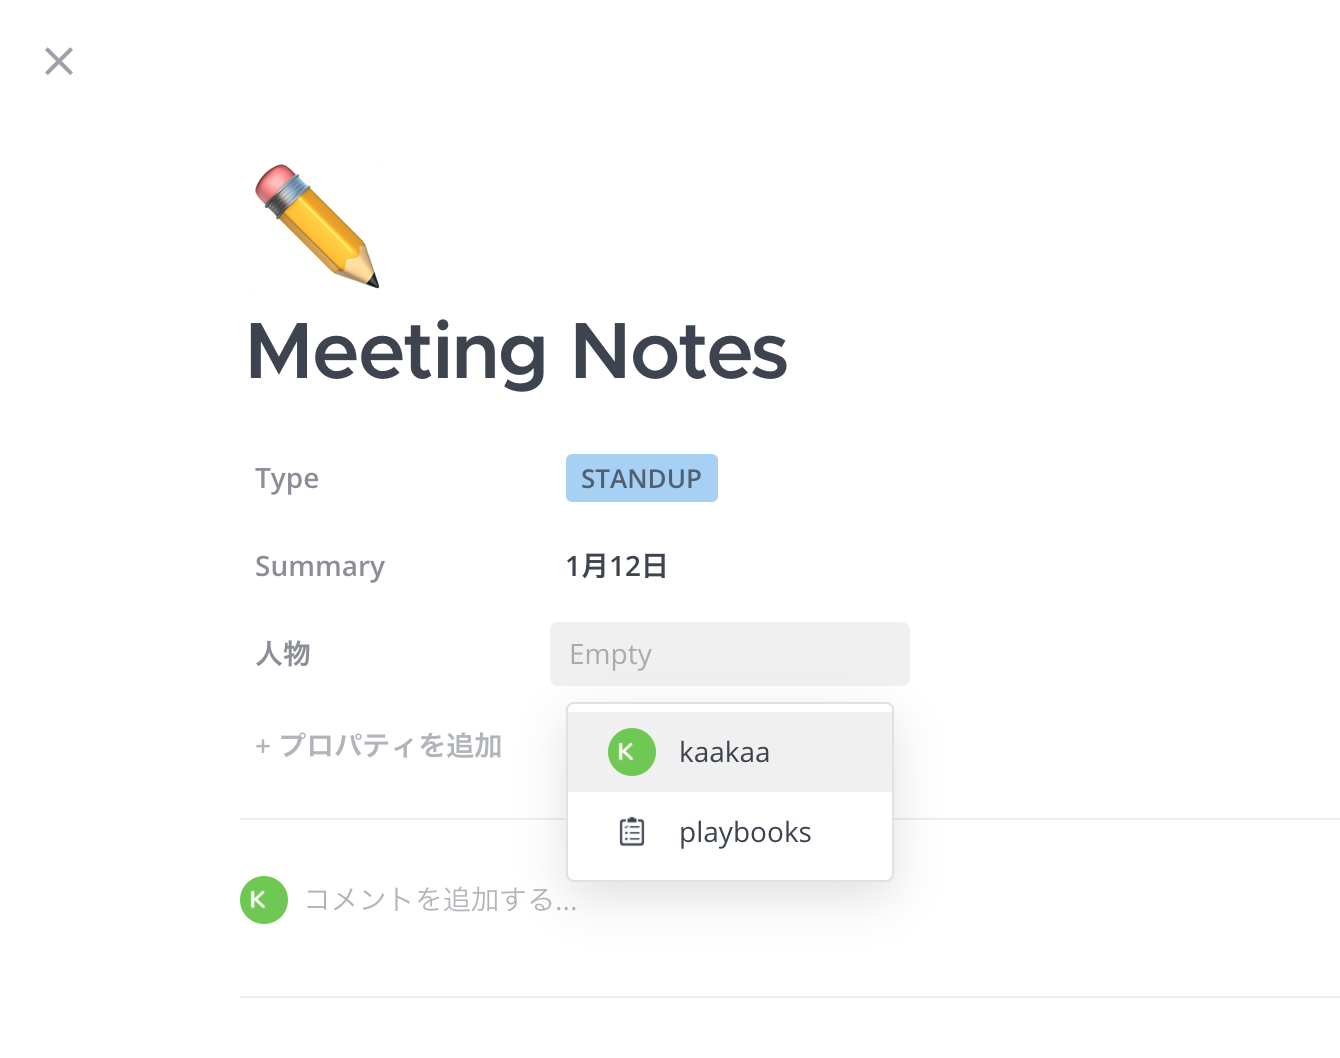 Meeting Notes
Type STANDUP
Summary 1月12日
人物 Empty
K kaakaa
+ プロパティを追加
playbooks
K コメントを追加する...